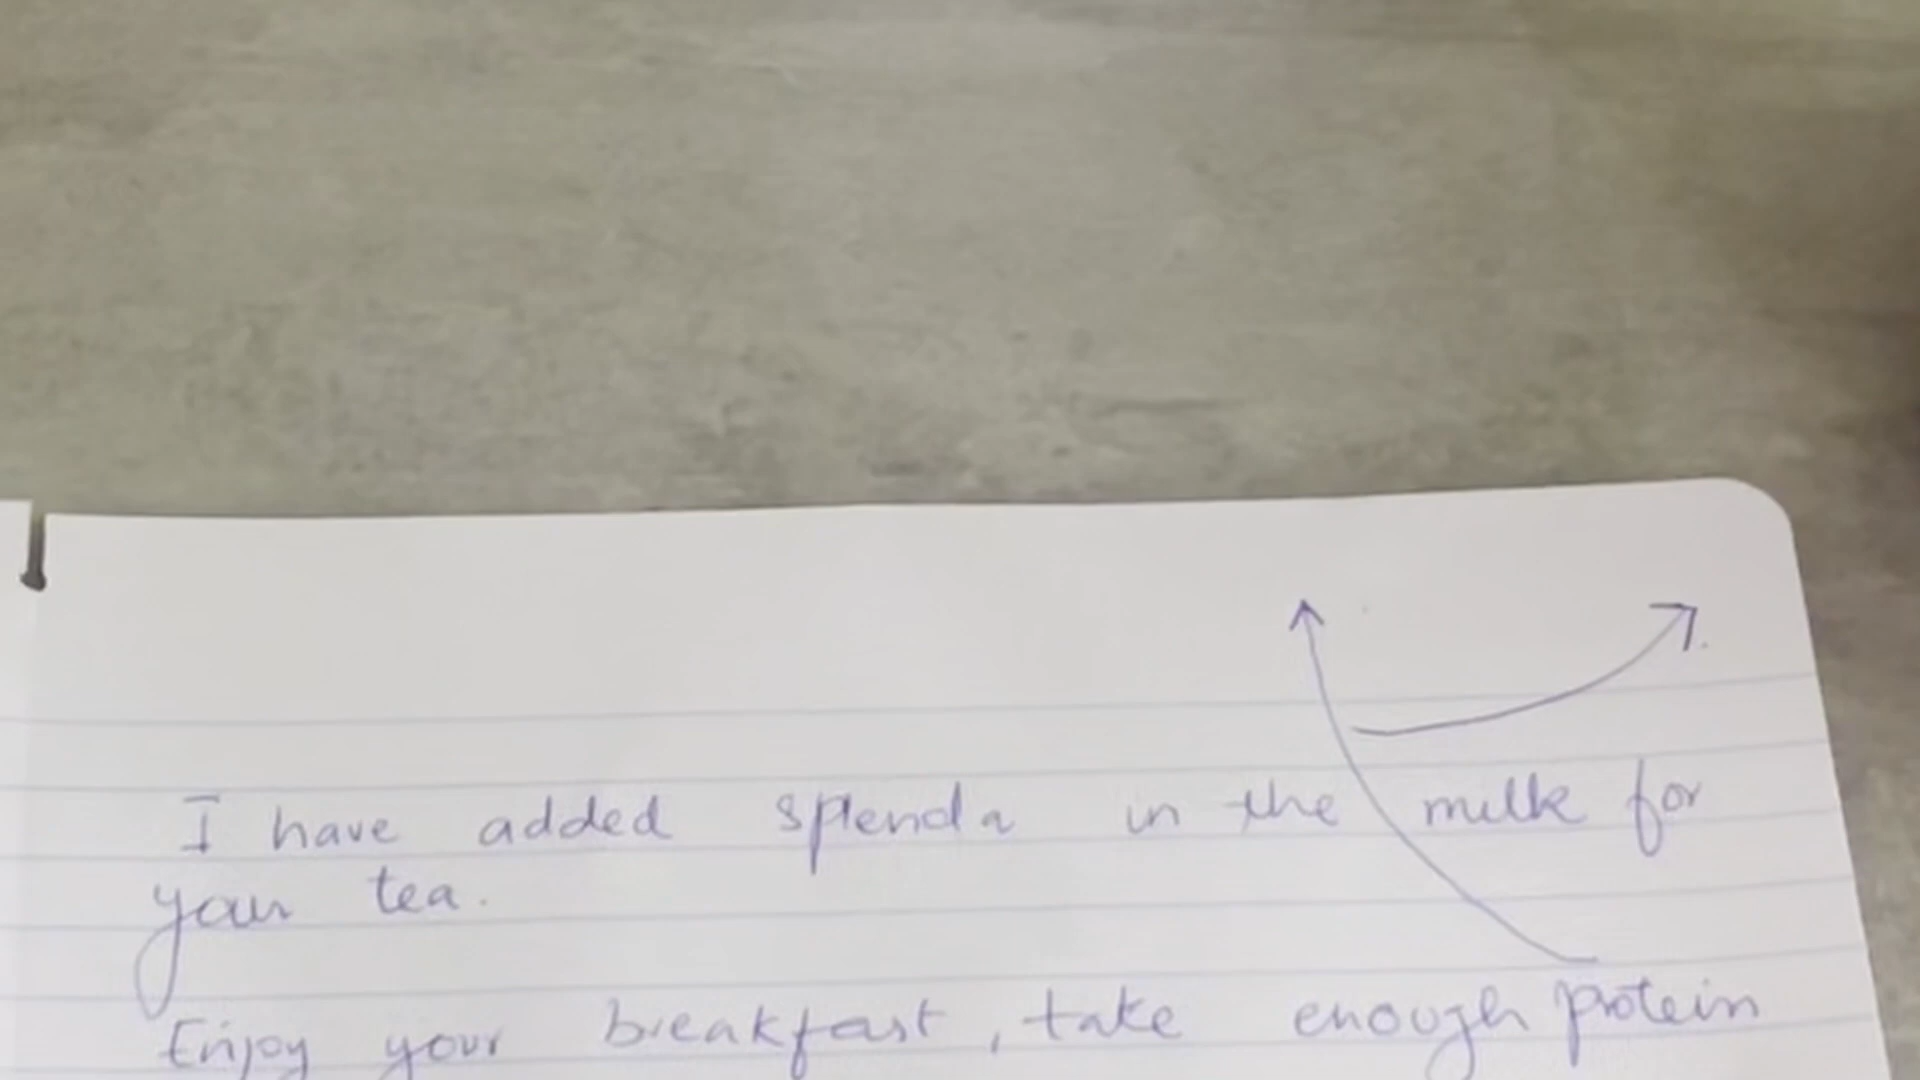 I have added splenda in the milk for
your tea.
Enjoy your breakfast, take enough protein